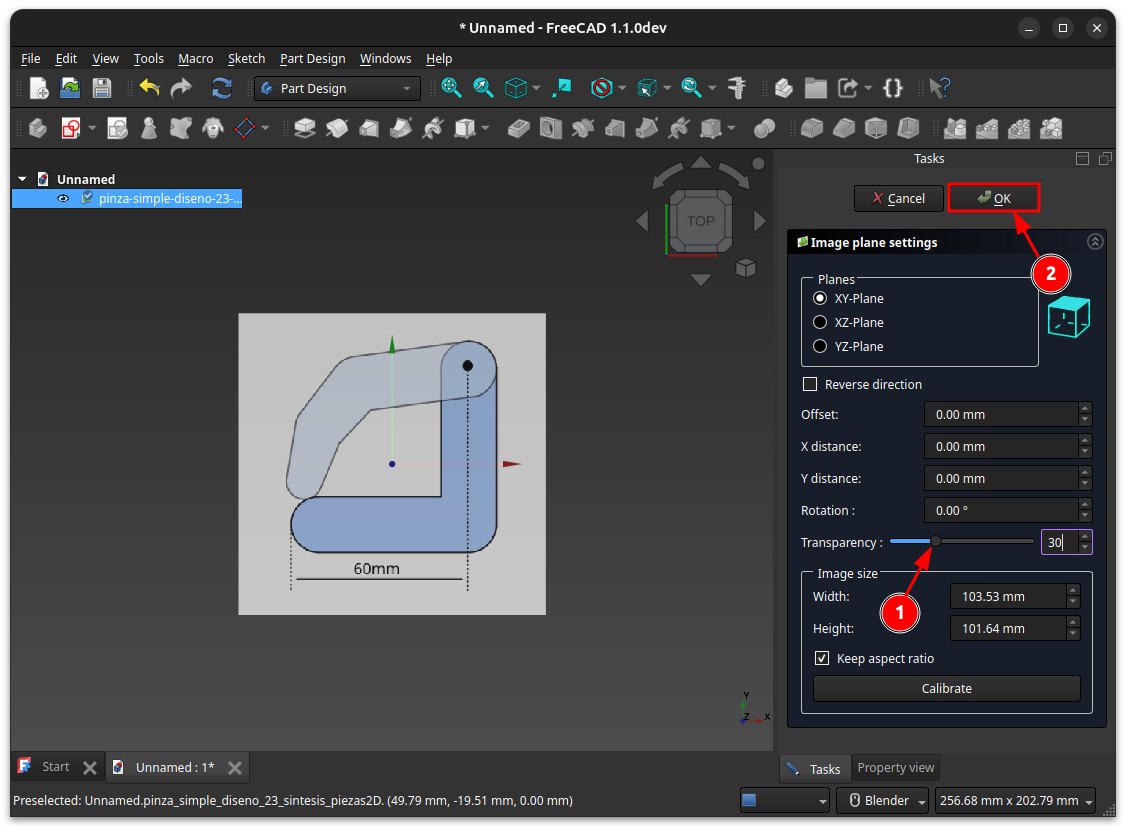 * Unnamed - FreeCAD 1.1.0dev
File Edit View Tools Macro Sketch Part Design Windows Help
Part Design
Tasks
Unnamed
pinza-simple-diseno-23-...
Cancel OK
TOP
Image plane settings
2
Planes
XY-Plane
XZ-Plane
YZ-Plane
Reverse direction
Offset: 0.00 mm
X distance: 0.00 mm
Y distance: 0.00 mm
Rotation : 0.00 °
Transparency : 30
60mm
Image size
Width: 103.53 mm
1
Height: 101.64 mm
Keep aspect ratio
Calibrate
Y
Z X
Start Unnamed : 1*
Tasks Property view
Preselected: Unnamed.pinza_simple_diseno_23_sintesis_piezas2D. (49.79 mm, -19.51 mm, 0.00 mm)
Blender 256.68 mm x 202.79 mm